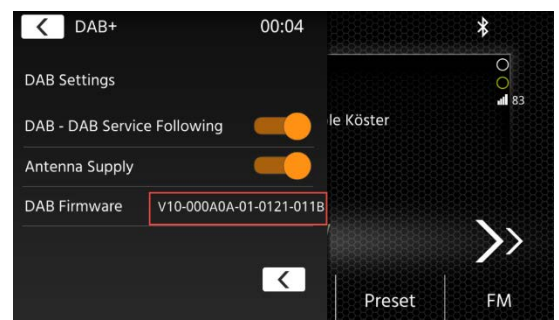 DAB+ 00:04
DAB Settings
83
DAB - DAB Service Following
le Köster
Antenna Supply
DAB Firmware V10-000A0A-01-0121-011B
Preset FM